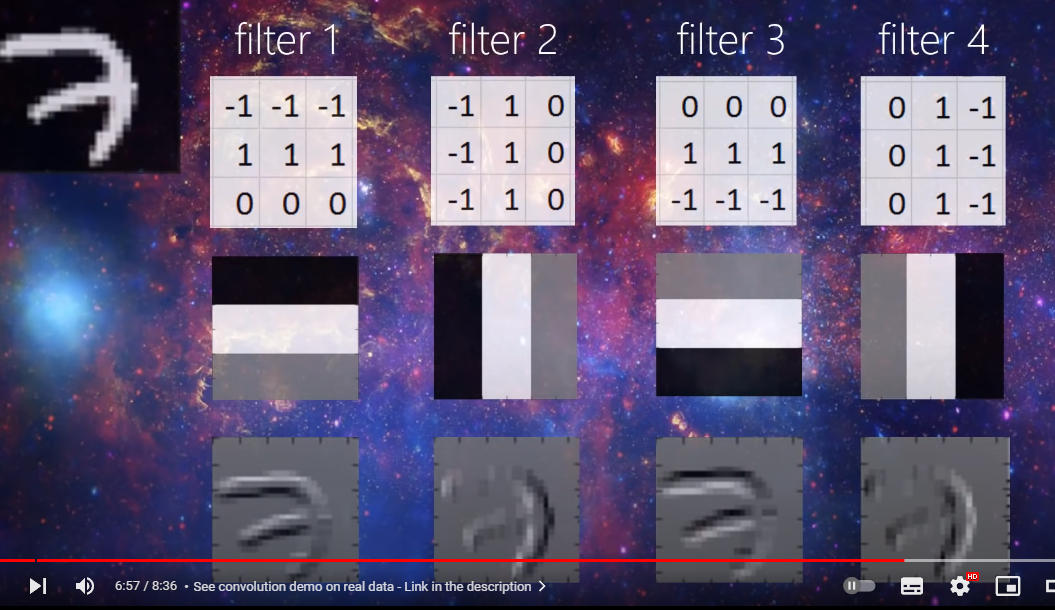 filter 1 filter 2 filter 3 filter 4
-1 -1 -1 -1 1 0 0 0 0 0 1 -1
1 1 1 -1 1 0 1 1 1 0 1 -1
0 0 0 -1 1 0 -1 -1 -1 0 1 -1
6:57 / 8:36 • See convolution demo on real data - Link in the description
HD